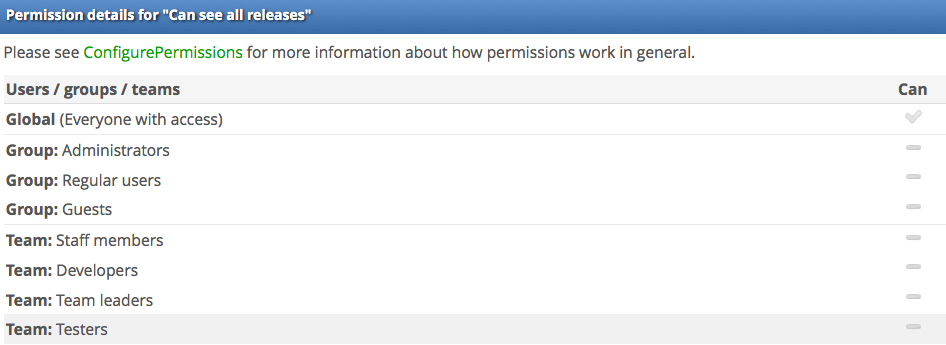 Permission details for "Can see all releases"
Please see ConfigurePermissions for more information about how permissions work in general.
Users / groups / teams Can
Global (Everyone with access)
Group: Administrators
Group: Regular users
Group: Guests
Team: Staff members
Team: Developers
Team: Team leaders
Team: Testers